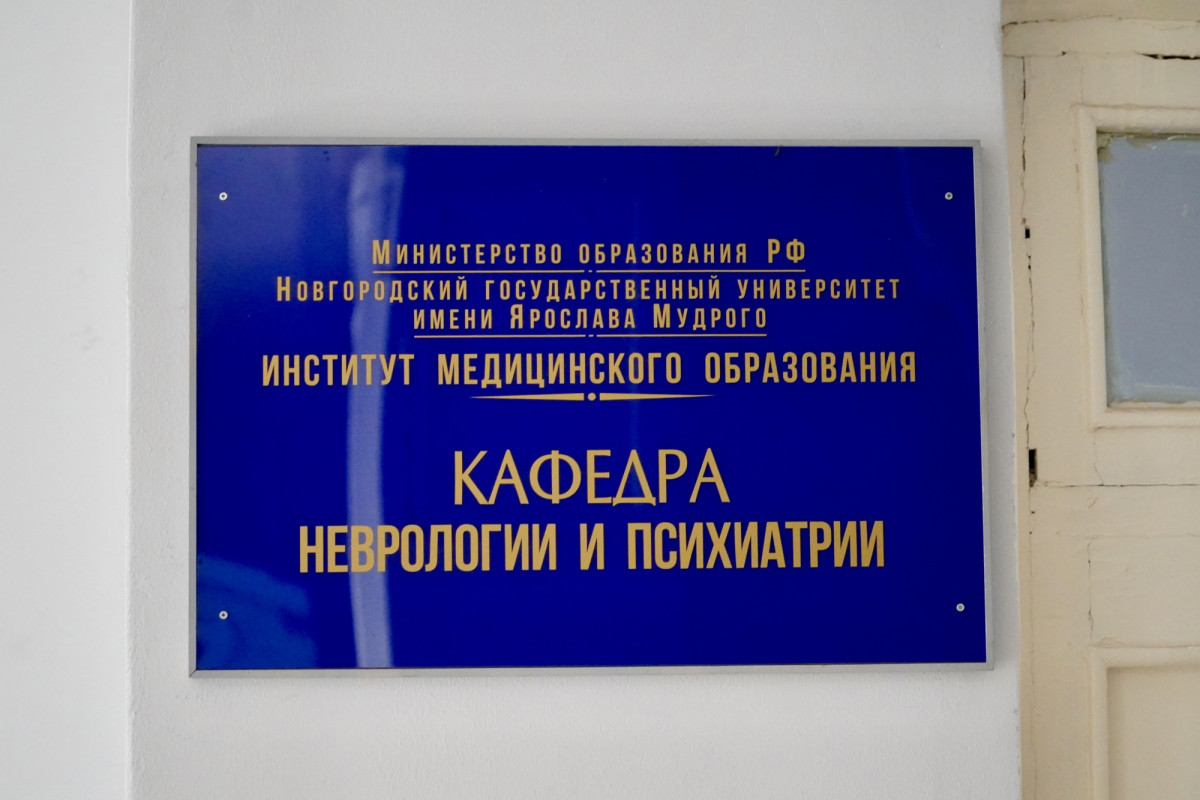 Министерство образования РФ
Новгородский государственный университет
имени Ярослава Мудрого
ИНСТИТУТ МЕДИЦИНСКОГО ОБРАЗОВАНИЯ
КАФЕДРА
НЕВРОЛОГИИ И ПСИХИАТРИИ